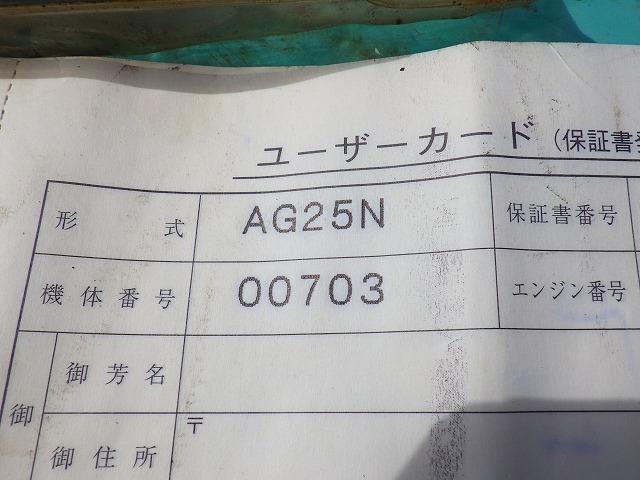 ユーザーカード（保証書
形式 AG25N 保証書番号
機体番号 00703 エンジン番号
御芳名
御
〒
御住所